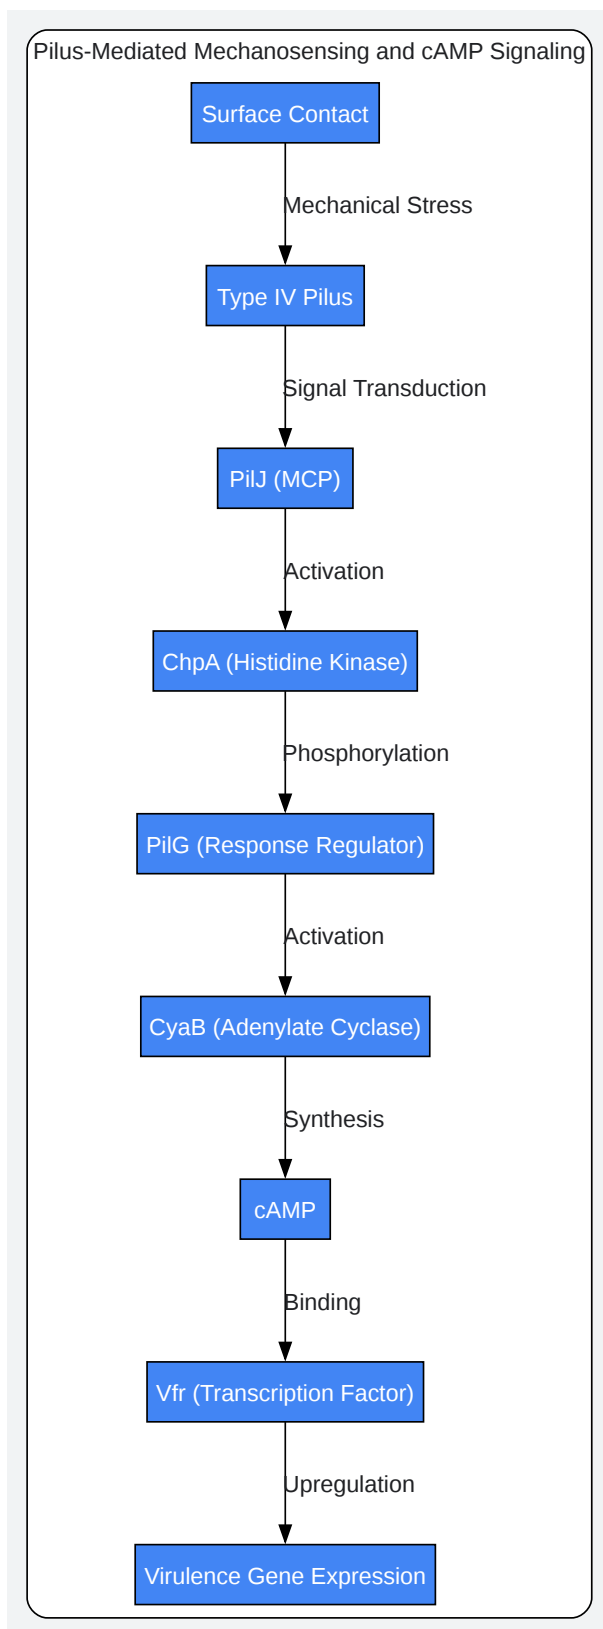 Pilus-Mediated Mechanosensing and cAMP Signaling
Surface Contact
Mechanical Stress
Type IV Pilus
Signal Transduction
PilJ (MCP)
Activation
ChpA (Histidine Kinase)
Phosphorylation
PilG (Response Regulator)
Activation
CyaB (Adenylate Cyclase)
Synthesis
cAMP
Binding
Vfr (Transcription Factor)
Upregulation
Virulence Gene Expression